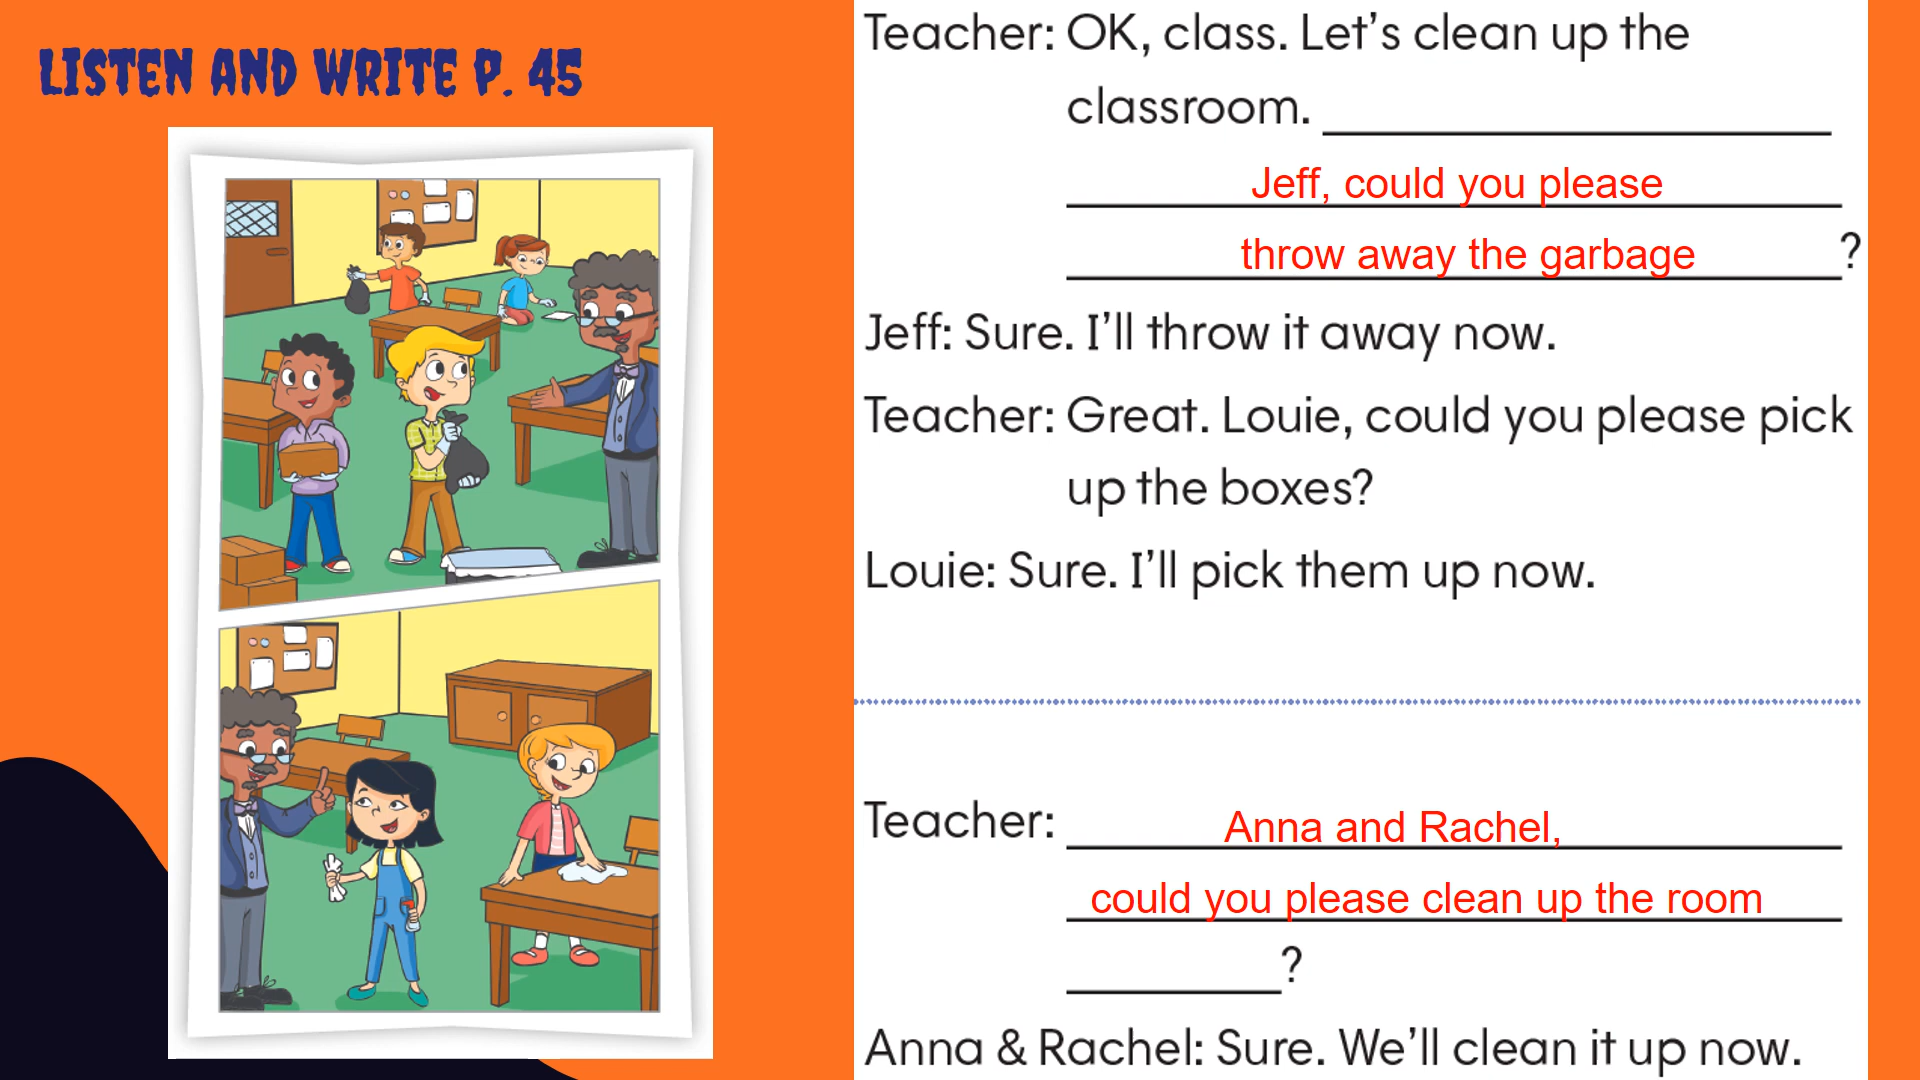 LISTEN AND WRITE P. 45
Teacher: OK, class. Let's clean up the
classroom.
Jeff, could you please
throw away the garbage?
Jeff: Sure. I'll throw it away now.
Teacher: Great. Louie, could you please pick
up the boxes?
Louie: Sure. I'll pick them up now.
Teacher: Anna and Rachel,
could you please clean up the room
?
Anna & Rachel: Sure. We'll clean it up now.